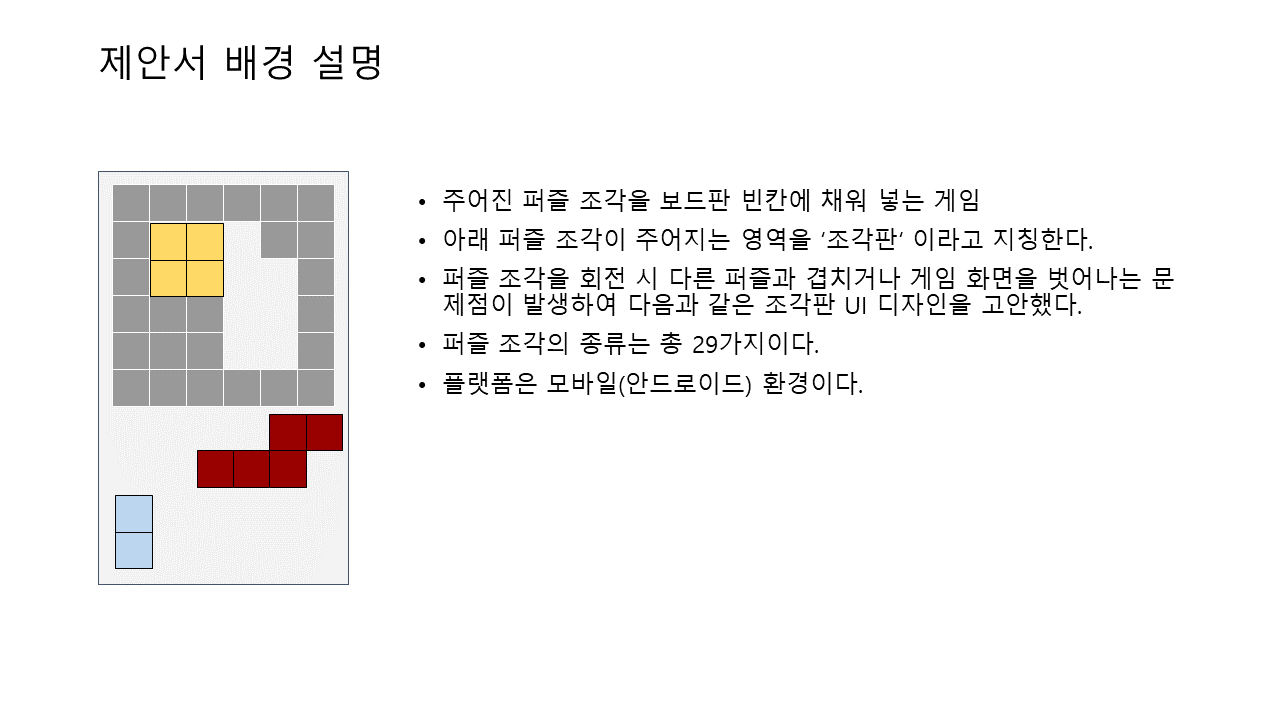 제안서 배경 설명
• 주어진 퍼즐 조각을 보드판 빈칸에 채워 넣는 게임
• 아래 퍼즐 조각이 주어지는 영역을 ‘조각판‘ 이라고 지칭한다.
• 퍼즐 조각을 회전 시 다른 퍼즐과 겹치거나 게임 화면을 벗어나는 문
제점이 발생하여 다음과 같은 조각판 UI 디자인을 고안했다.
• 퍼즐 조각의 종류는 총 29가지이다.
• 플랫폼은 모바일(안드로이드) 환경이다.